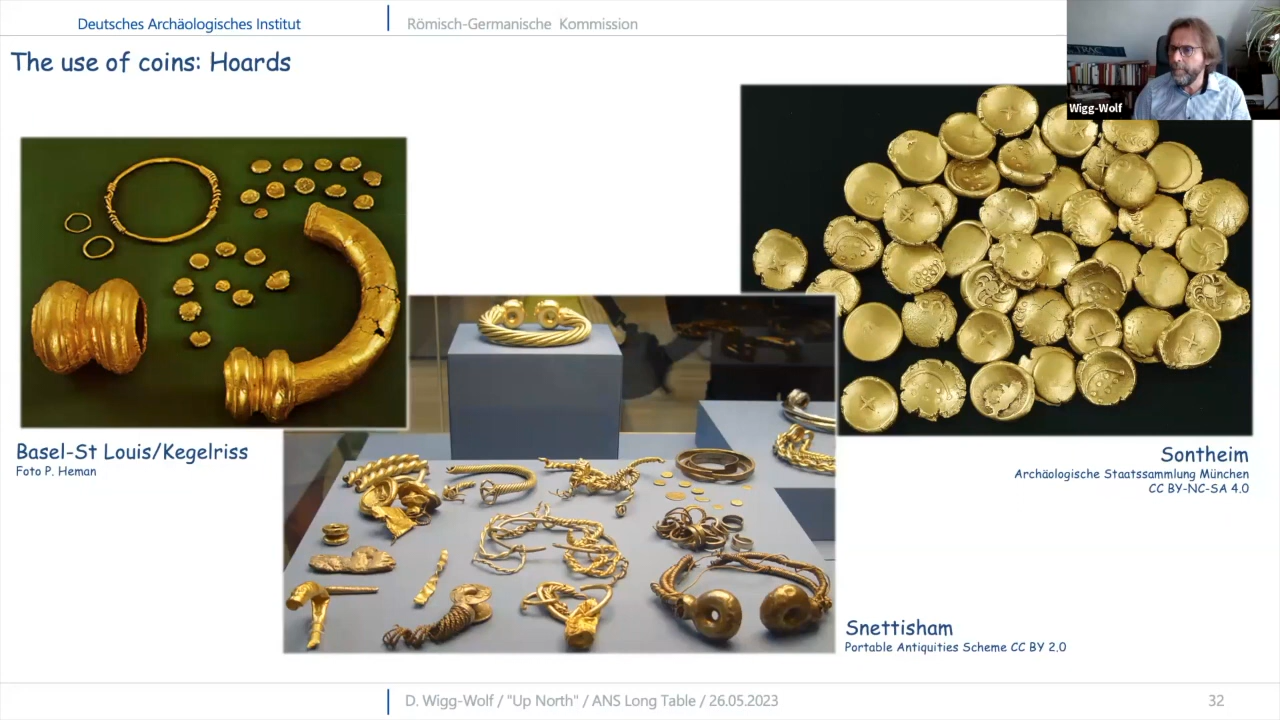 Deutsches Archäologisches Institut
Römisch-Germanische Kommission
The use of coins: Hoards
TRAC
Wigg-Wolf
Basel-St Louis/Kegelriss
Foto P. Heman
Sontheim
Archäologische Staatssammlung München
CC BY-NC-SA 4.0
Snettisham
Portable Antiquities Scheme CC BY 2.0
D. Wigg-Wolf / "Up North" / ANS Long Table / 26.05.2023
32